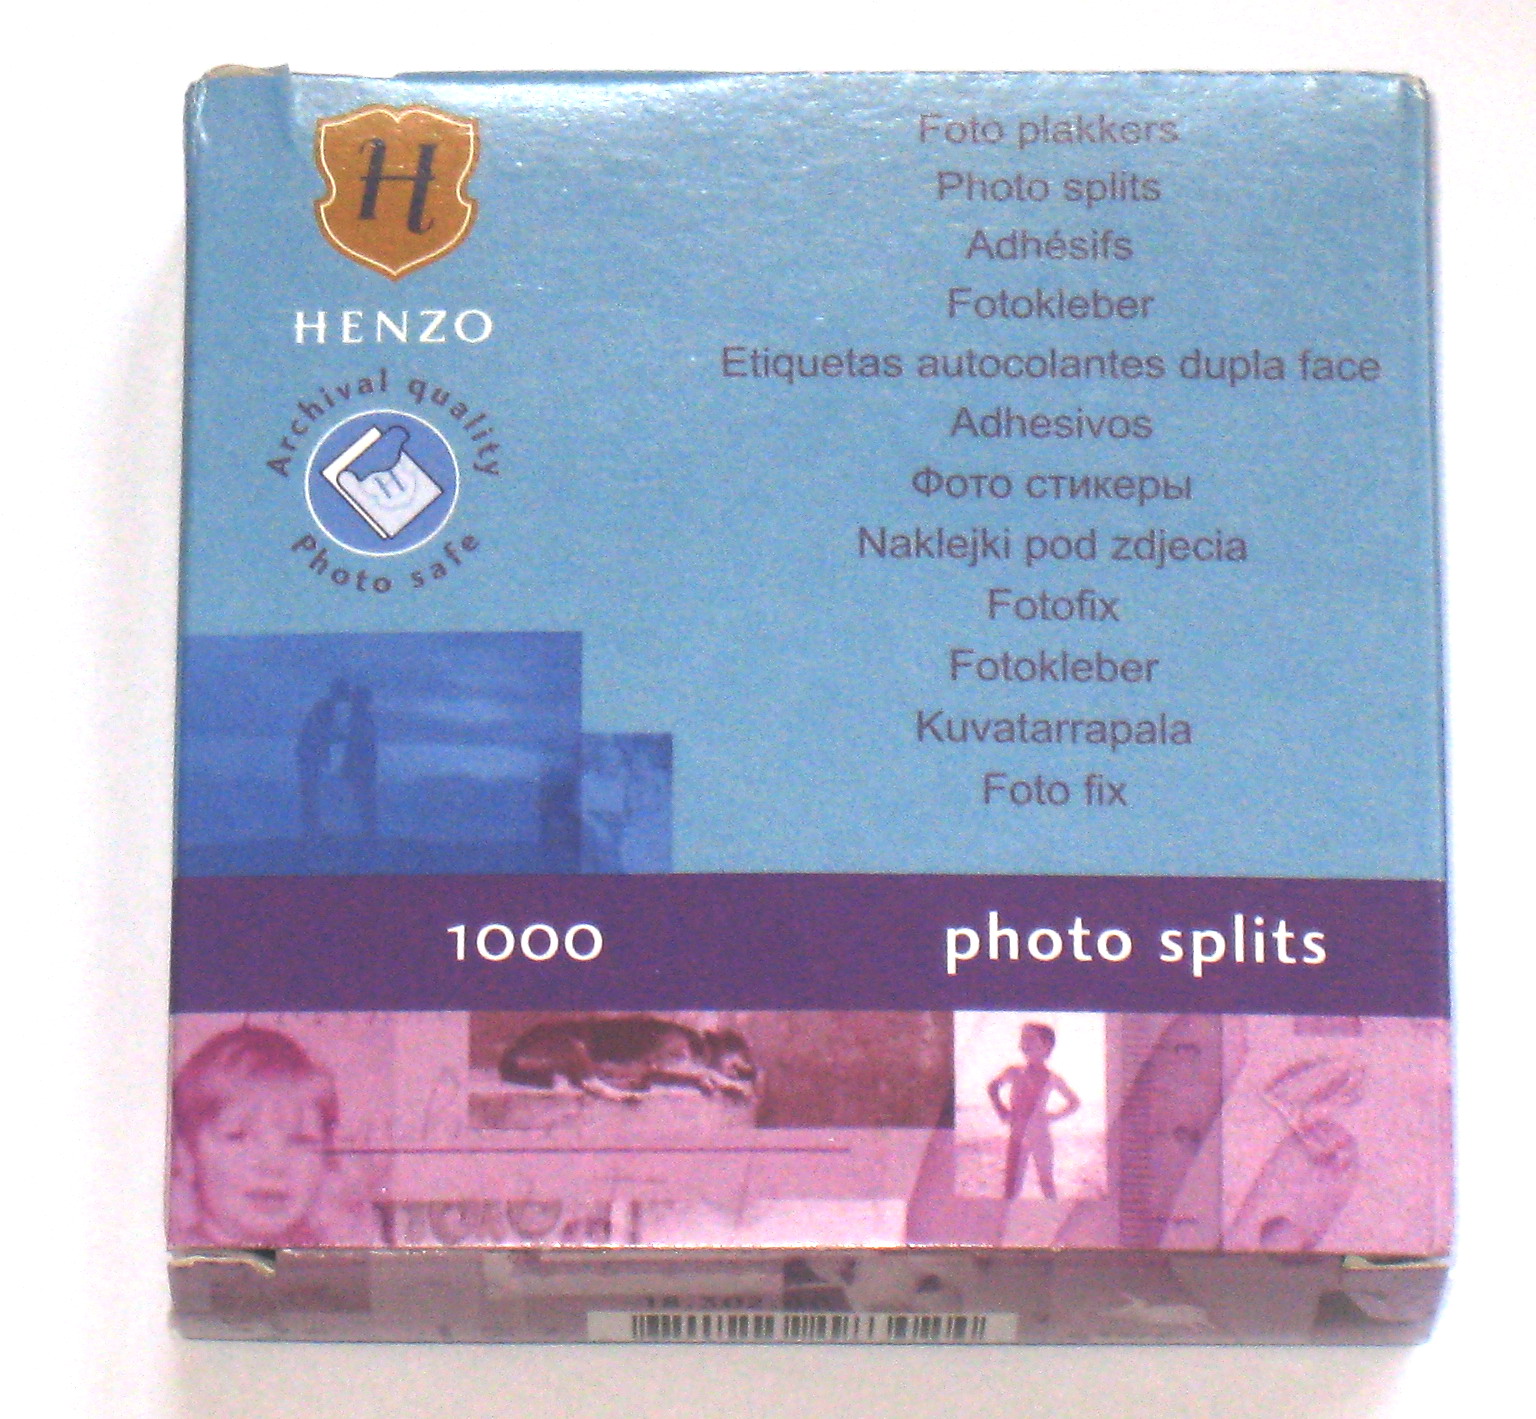 H
HENZO
Archival quality
Photo safe
Foto plakkers
Photo splits
Adhésifs
Fotokleber
Etiquetas autocolantes dupla face
Adhesivos
Фото стикеры
Naklejki pod zdjecia
Fotofix
Fotokleber
Kuvatarrapala
Foto fix
1000
photo splits